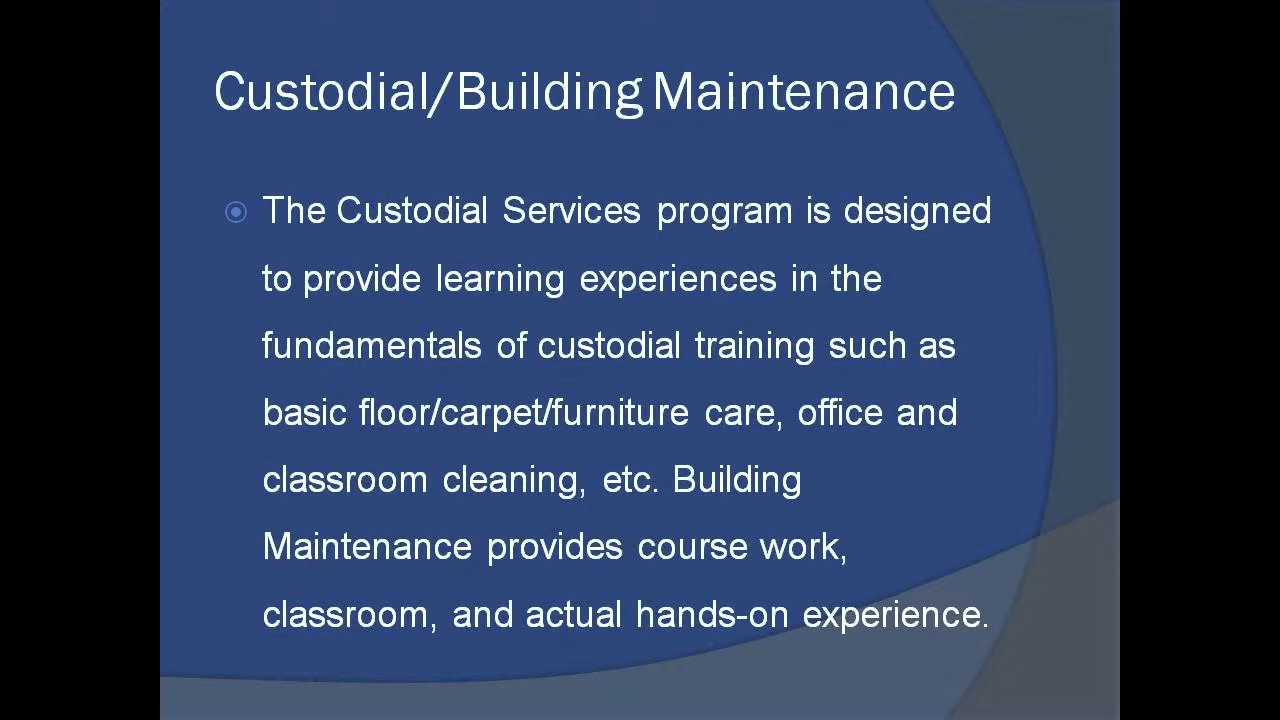 Custodial/Building Maintenance
The Custodial Services program is designed
to provide learning experiences in the
fundamentals of custodial training such as
basic floor/carpet/furniture care, office and
classroom cleaning, etc. Building
Maintenance provides course work,
classroom, and actual hands-on experience.